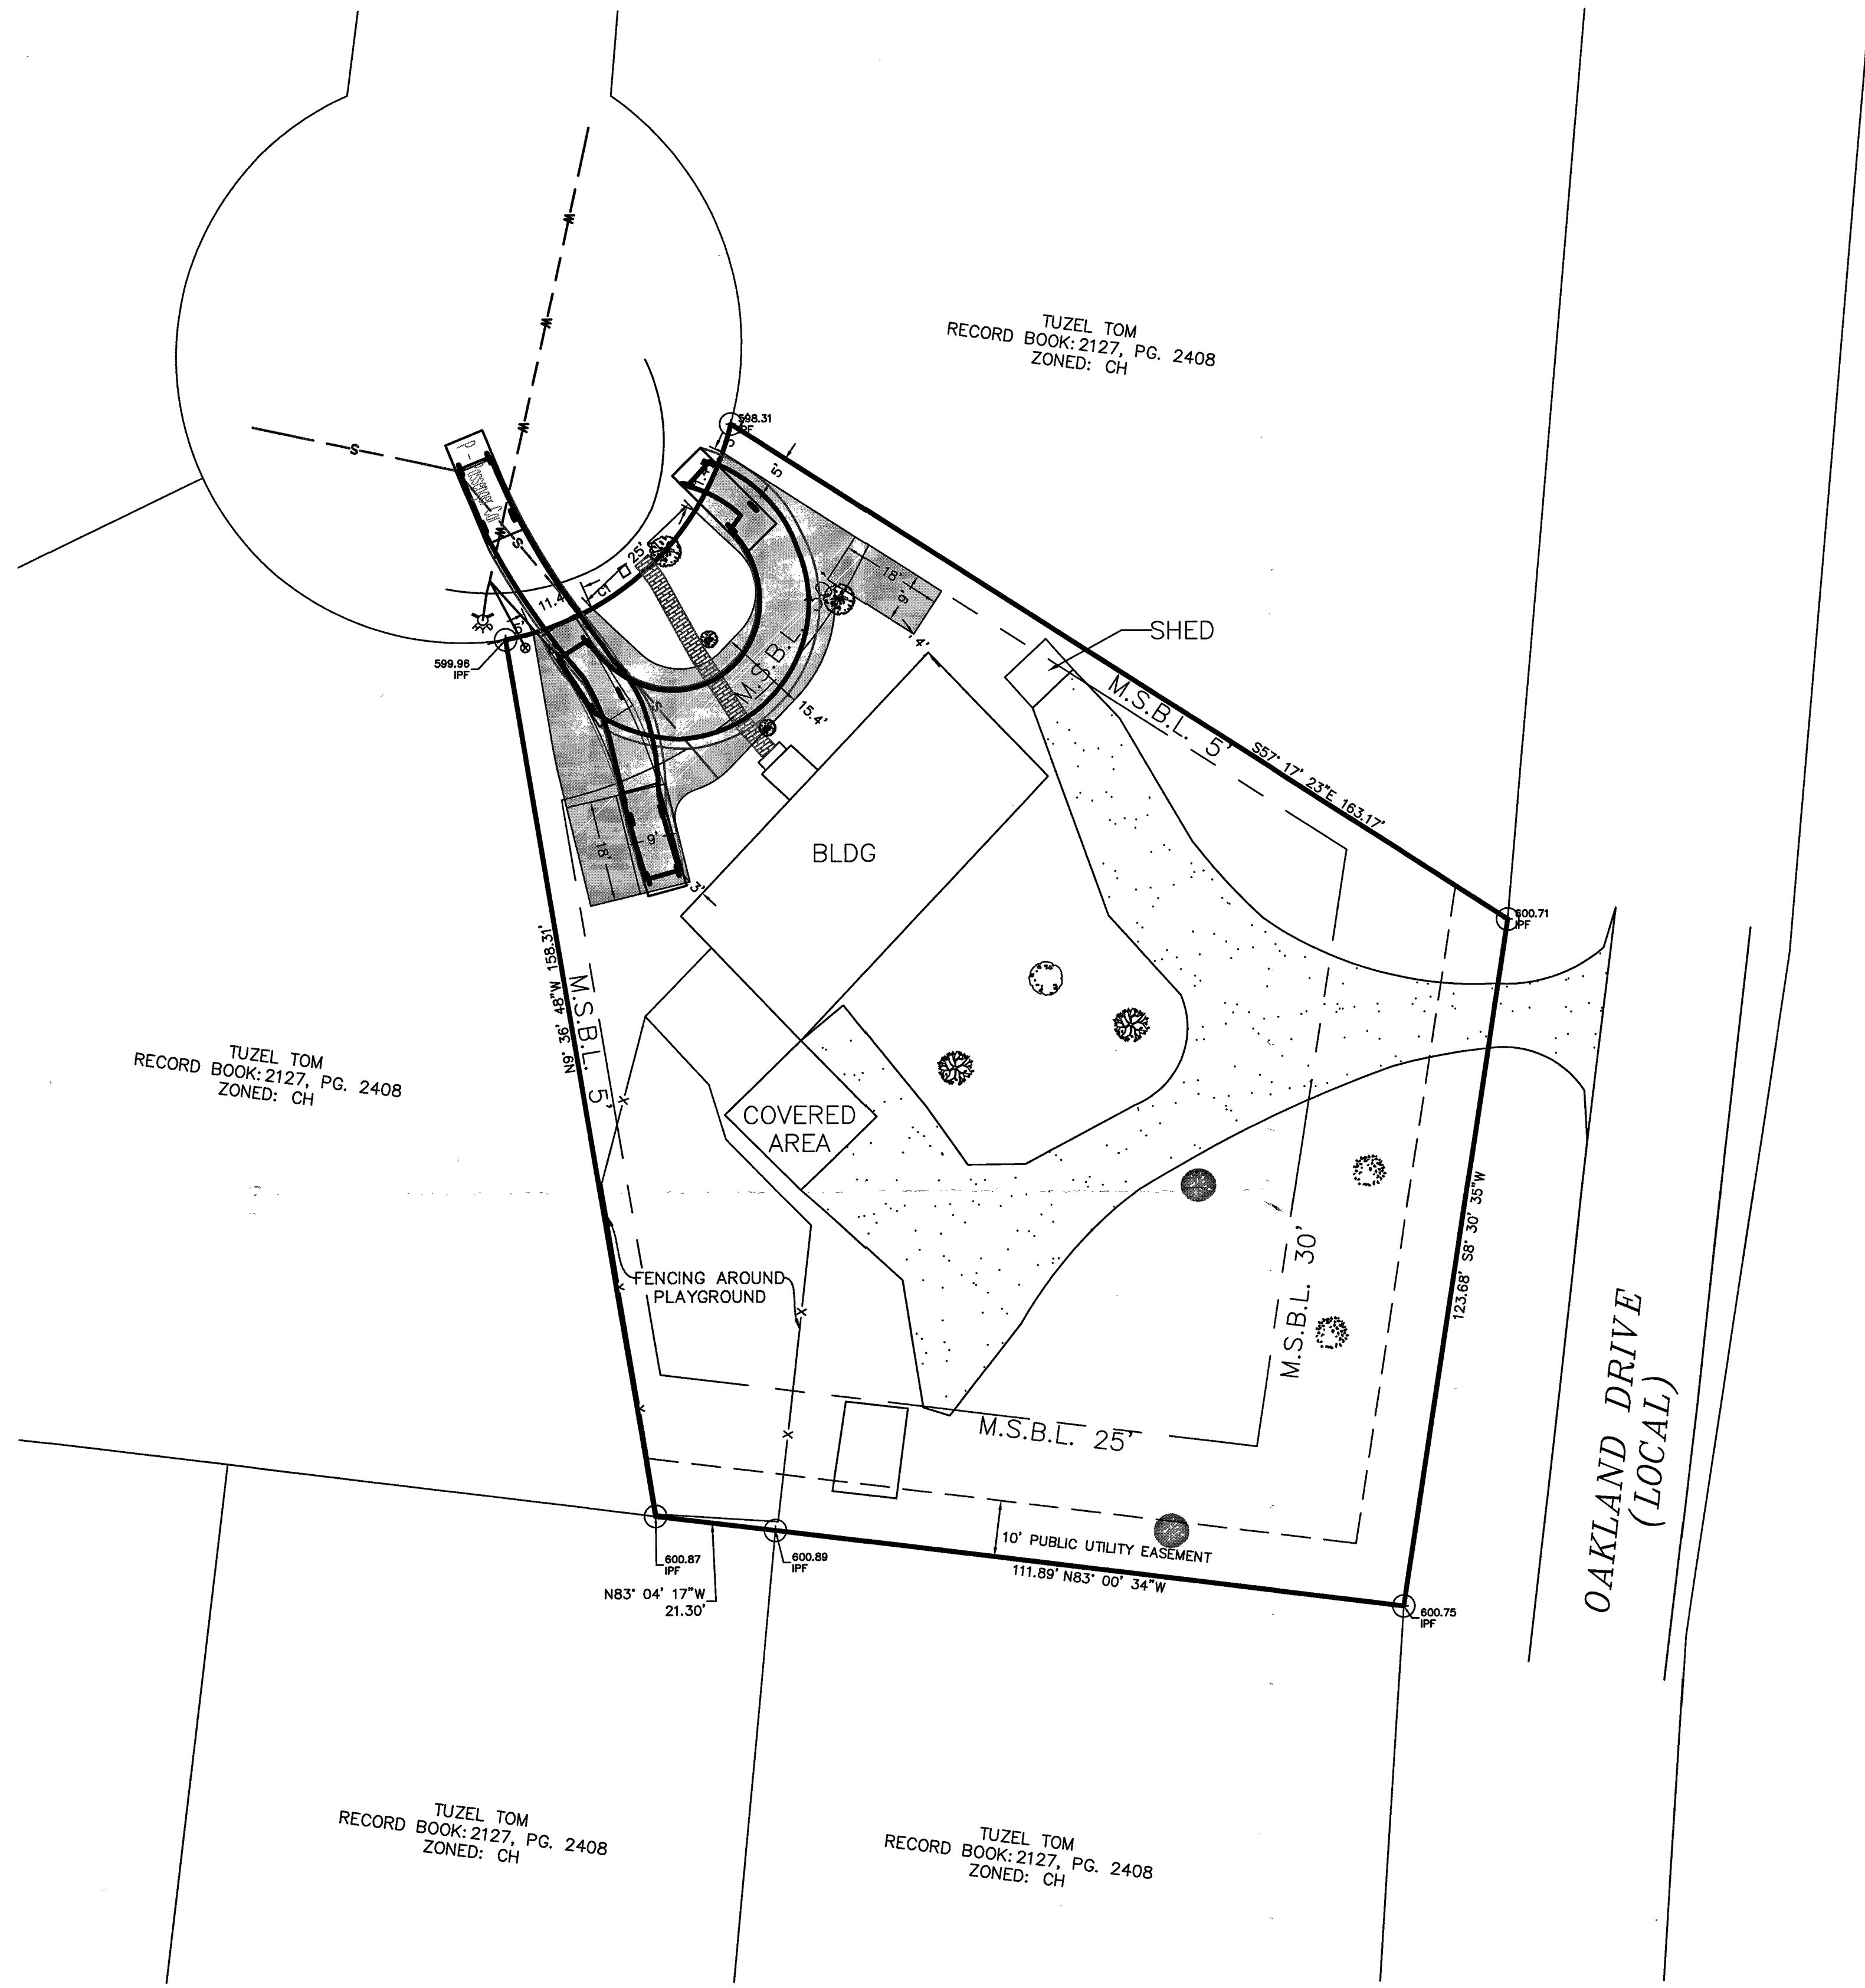 TUZEL TOM
RECORD BOOK: 2127, PG. 2408
ZONED: CH
598.31
IPF
5'
W
W
W
W
S
S
S
25'
11.4'
599.96
IPF
18'
9'
4'
SHED
M.S.B.L.
15.4'
M.S.B.L. 5'
S57° 17' 23"E 163.17'
BLDG
9'
18'
3'
600.71
IPF
N9° 36' 48"W 158.31'
M.S.B.L. 5'
TUZEL TOM
RECORD BOOK: 2127, PG. 2408
ZONED: CH
X
COVERED
AREA
FENCING AROUND
PLAYGROUND
X
X
M.S.B.L. 30'
123.68' S8° 30' 35"W
OAKLAND DRIVE
(LOCAL)
M.S.B.L. 25'
10' PUBLIC UTILITY EASEMENT
111.89' N83° 00' 34"W
600.87
IPF
600.89
IPF
N83° 04' 17"W
21.30'
600.75
IPF
TUZEL TOM
RECORD BOOK: 2127, PG. 2408
ZONED: CH
TUZEL TOM
RECORD BOOK: 2127, PG. 2408
ZONED: CH